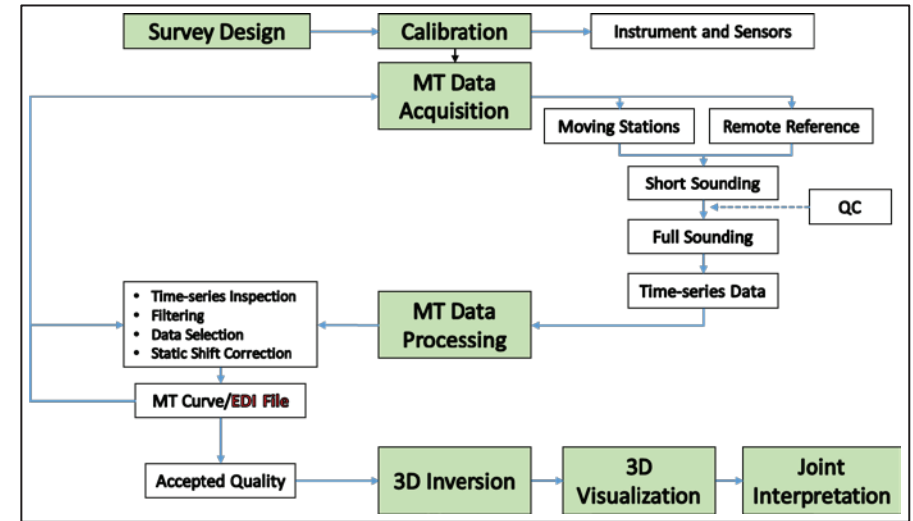 Survey Design
Calibration
Instrument and Sensors
MT Data
Acquisition
Moving Stations
Remote Reference
Short Sounding
QC
Full Sounding
Time-series Data
• Time-series Inspection
• Filtering
• Data Selection
• Static Shift Correction
MT Data
Processing
MT Curve/EDI File
Accepted Quality
3D Inversion
3D
Visualization
Joint
Interpretation